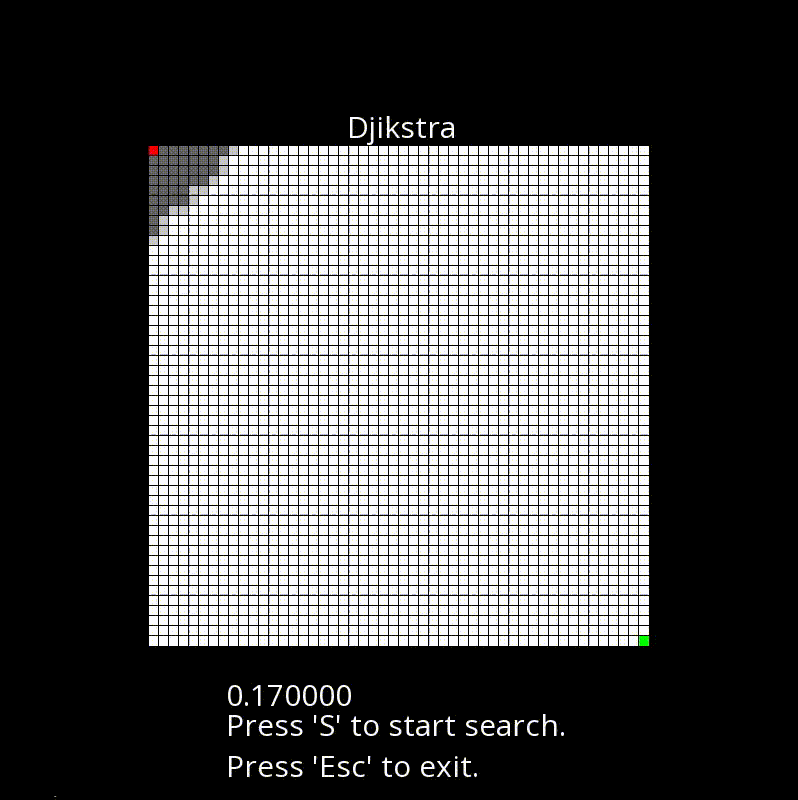 Djikstra
0.170000
Press 'S' to start search.
Press 'Esc' to exit.